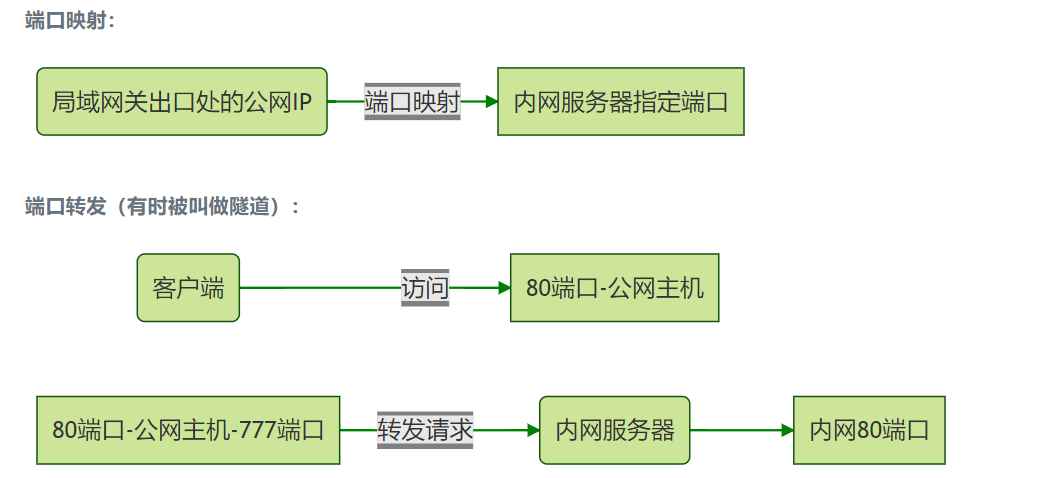 端口映射：
局域网关出口处的公网IP
端口映射
内网服务器指定端口
端口转发（有时被叫做隧道）：
客户端
访问
80端口-公网主机
80端口-公网主机-777端口
转发请求
内网服务器
内网80端口